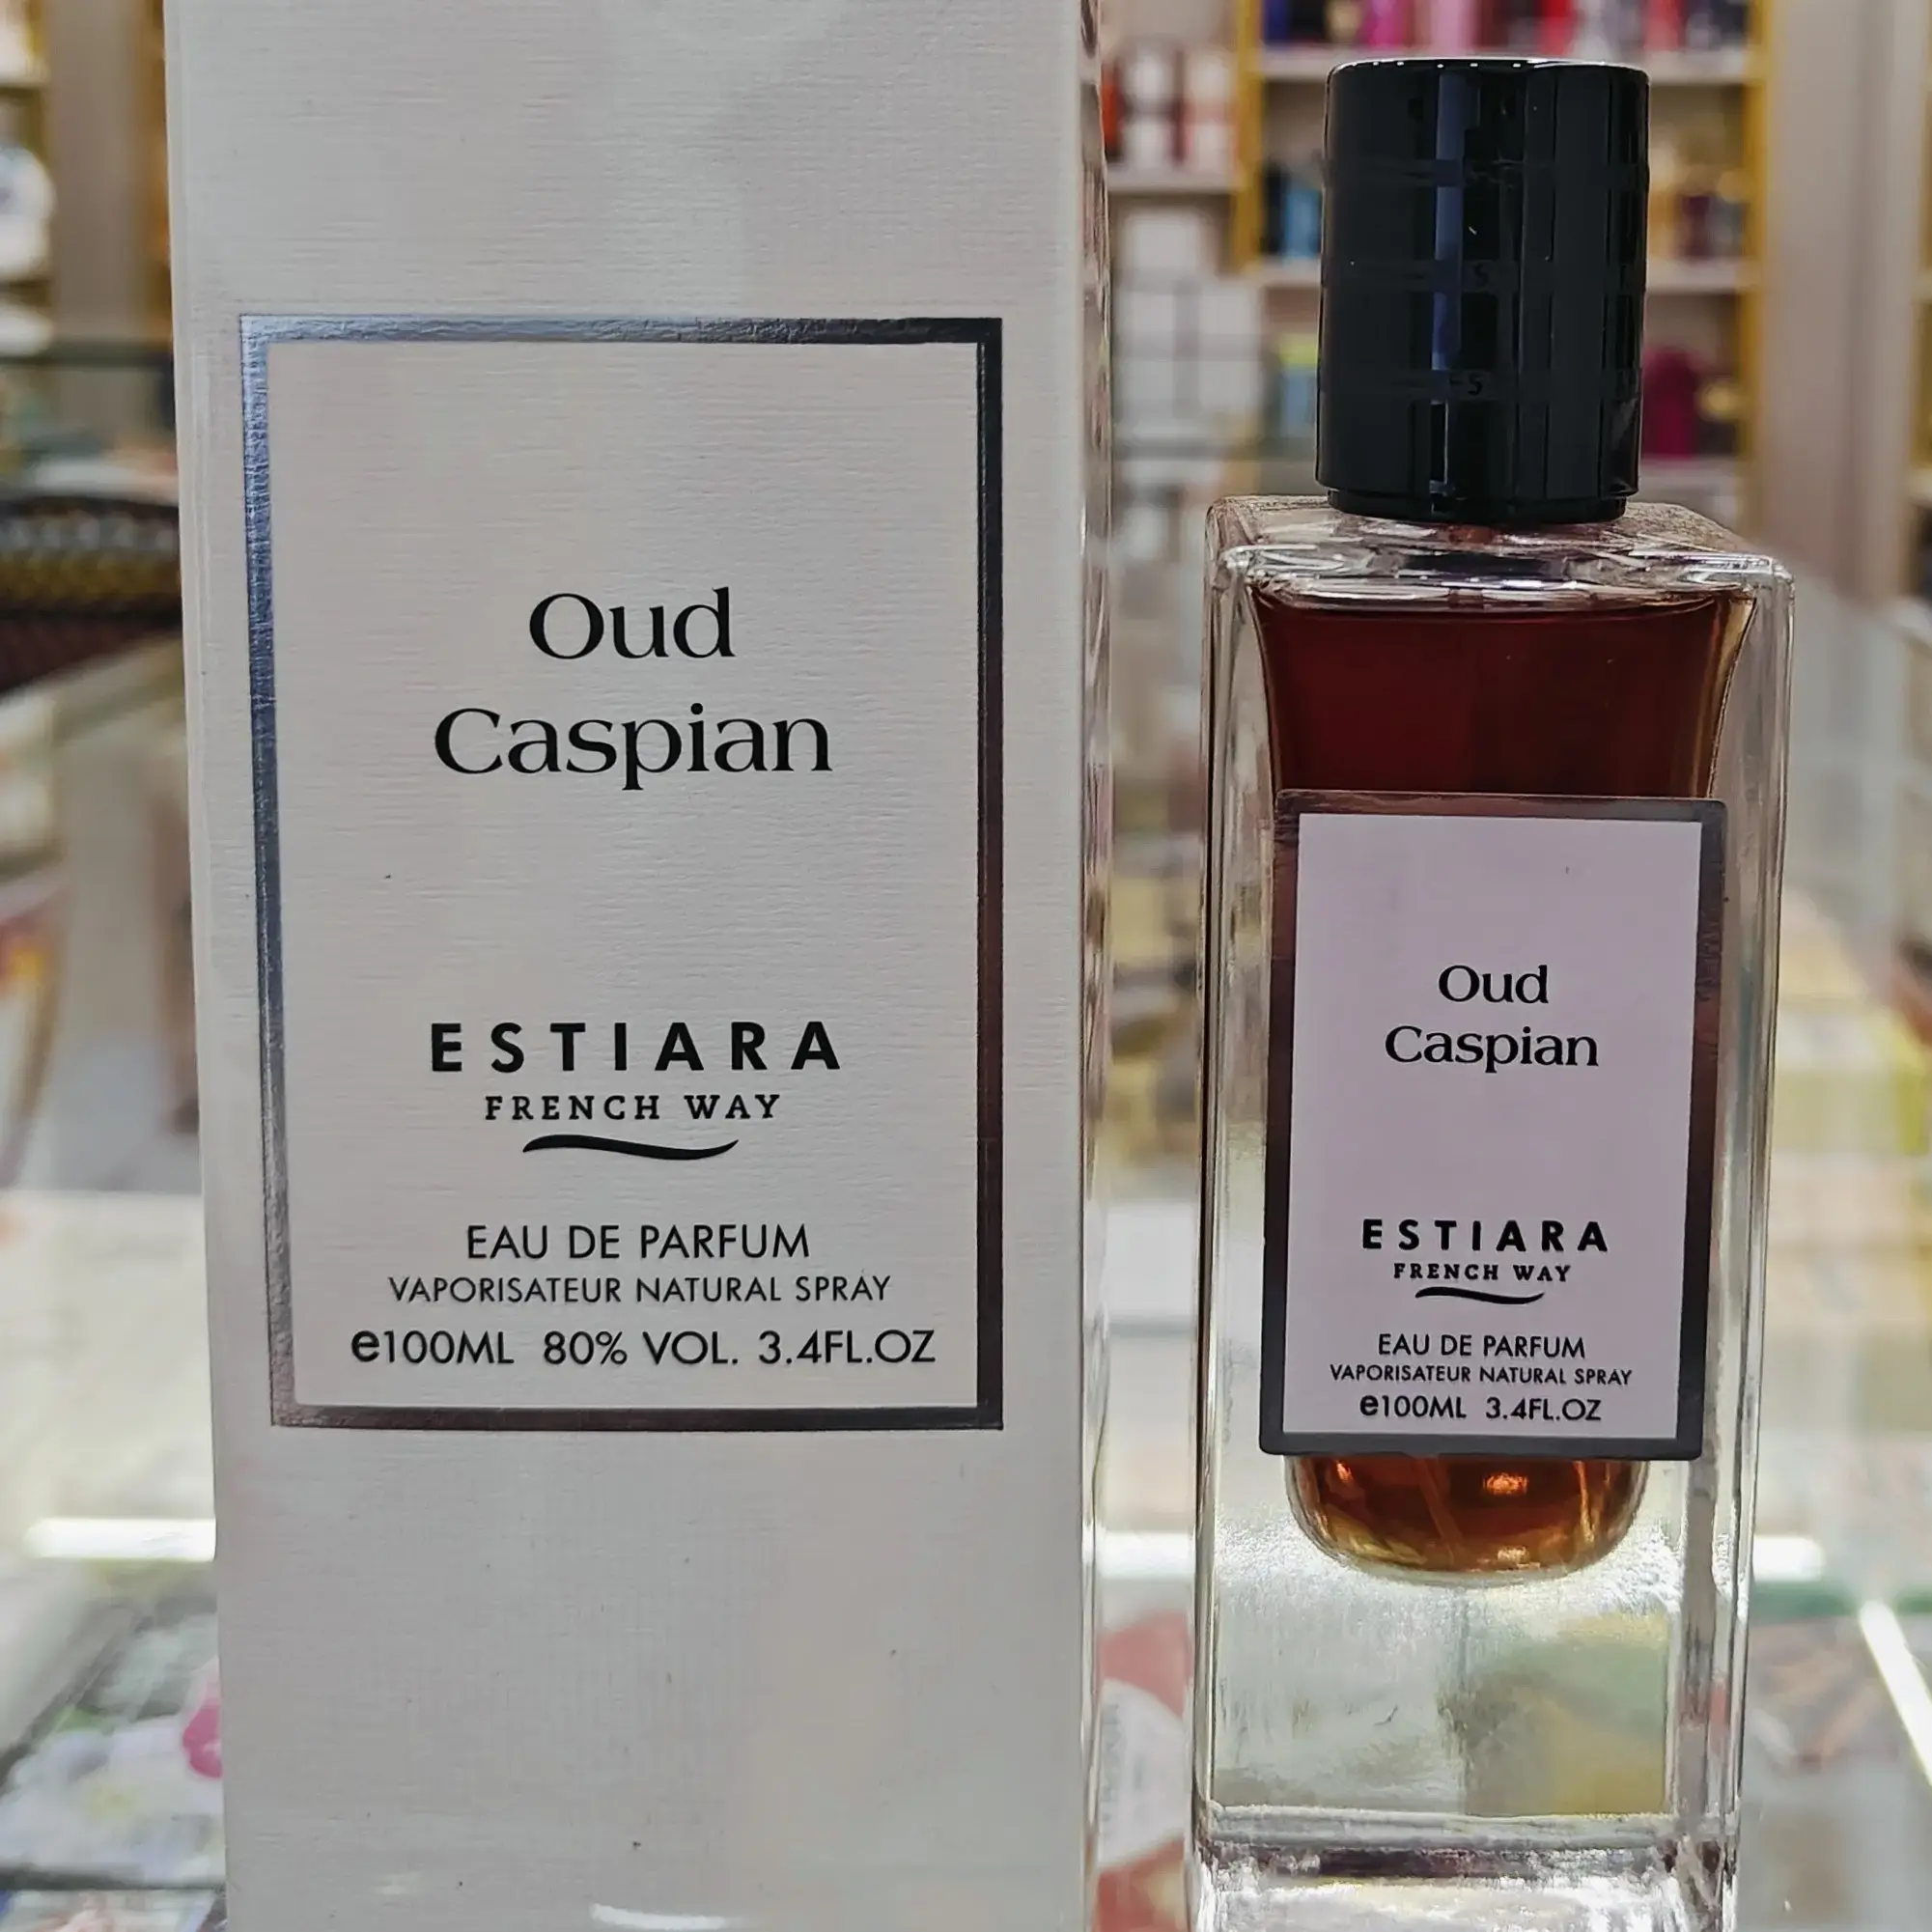 Oud
Caspian
ESTIARA
FRENCH WAY
EAU DE PARFUM
VAPORISATEUR NATURAL SPRAY
e100ML 80% VOL. 3.4FL.OZ
Oud
Caspian
ESTIARA
FRENCH WAY
EAU DE PARFUM
VAPORISATEUR NATURAL SPRAY
e100ML 3.4FL.OZ